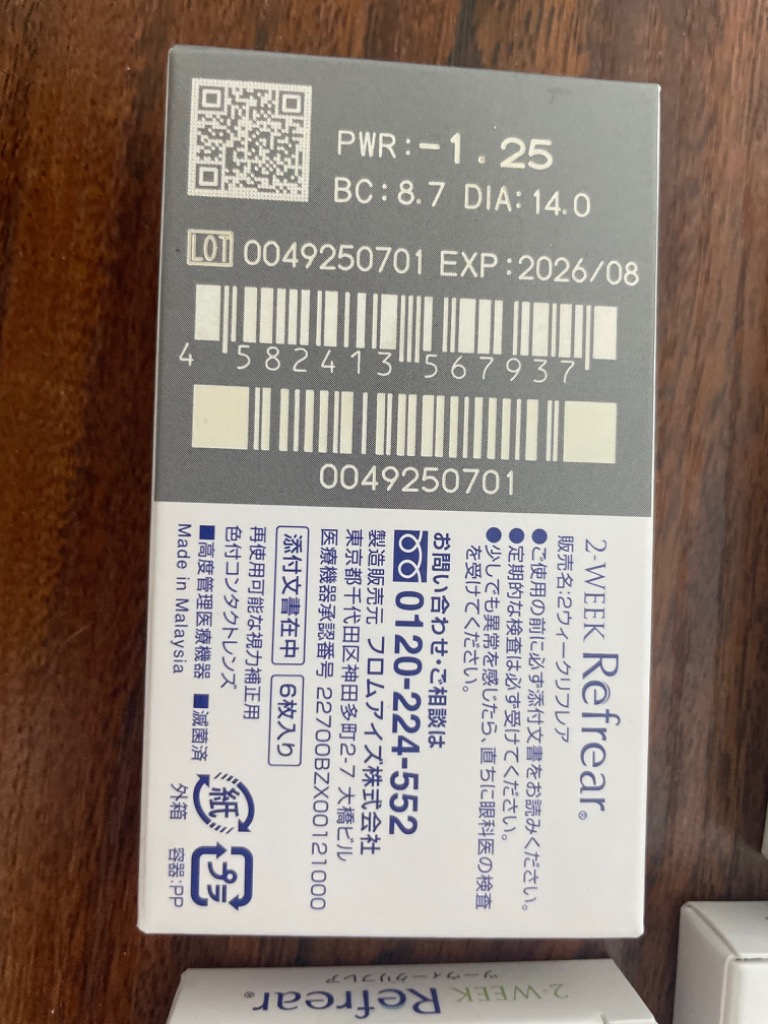 PWR:-1.25
BC:8.7 DIA:14.0
LOT 0049250701 EXP:2026/08
4 582413 567937
0049250701
2-WEEK Refrear®
販売名:2ウィークリフレア
●ご使用の前に必ず添付文書をお読みください。
●定期的な検査は必ず受けてください。
●少しでも異常を感じたら、直ちに眼科医の検査
を受けてください。
お問い合わせ・ご相談は
0120-224-552
製造販売元 フロムアイズ株式会社
東京都千代田区神田多町2-7 大橋ビル
医療機器承認番号 22700BZX00121000
添付文書在中 6枚入り
再使用可能な視力補正用
色付コンタクトレンズ
■高度管理医療機器 ■滅菌済
Made in Malaysia
紙 外箱
プラ 容器:PP
2-WEEK Refrear®
ツーウィークリフレア